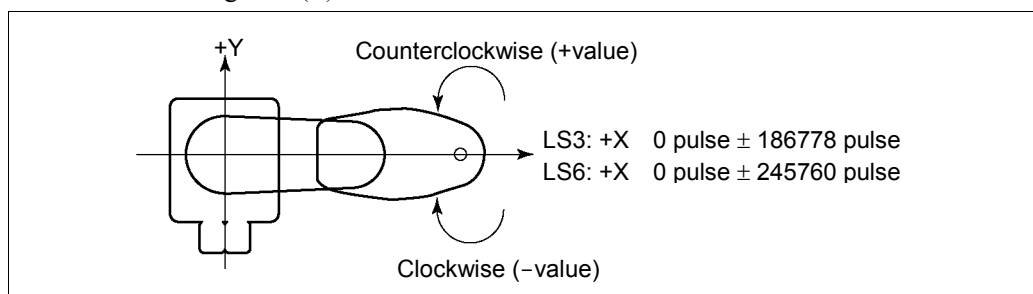 +Y
Counterclockwise (+value)
LS3: +X 0 pulse ± 186778 pulse
LS6: +X 0 pulse ± 245760 pulse
Clockwise (−value)